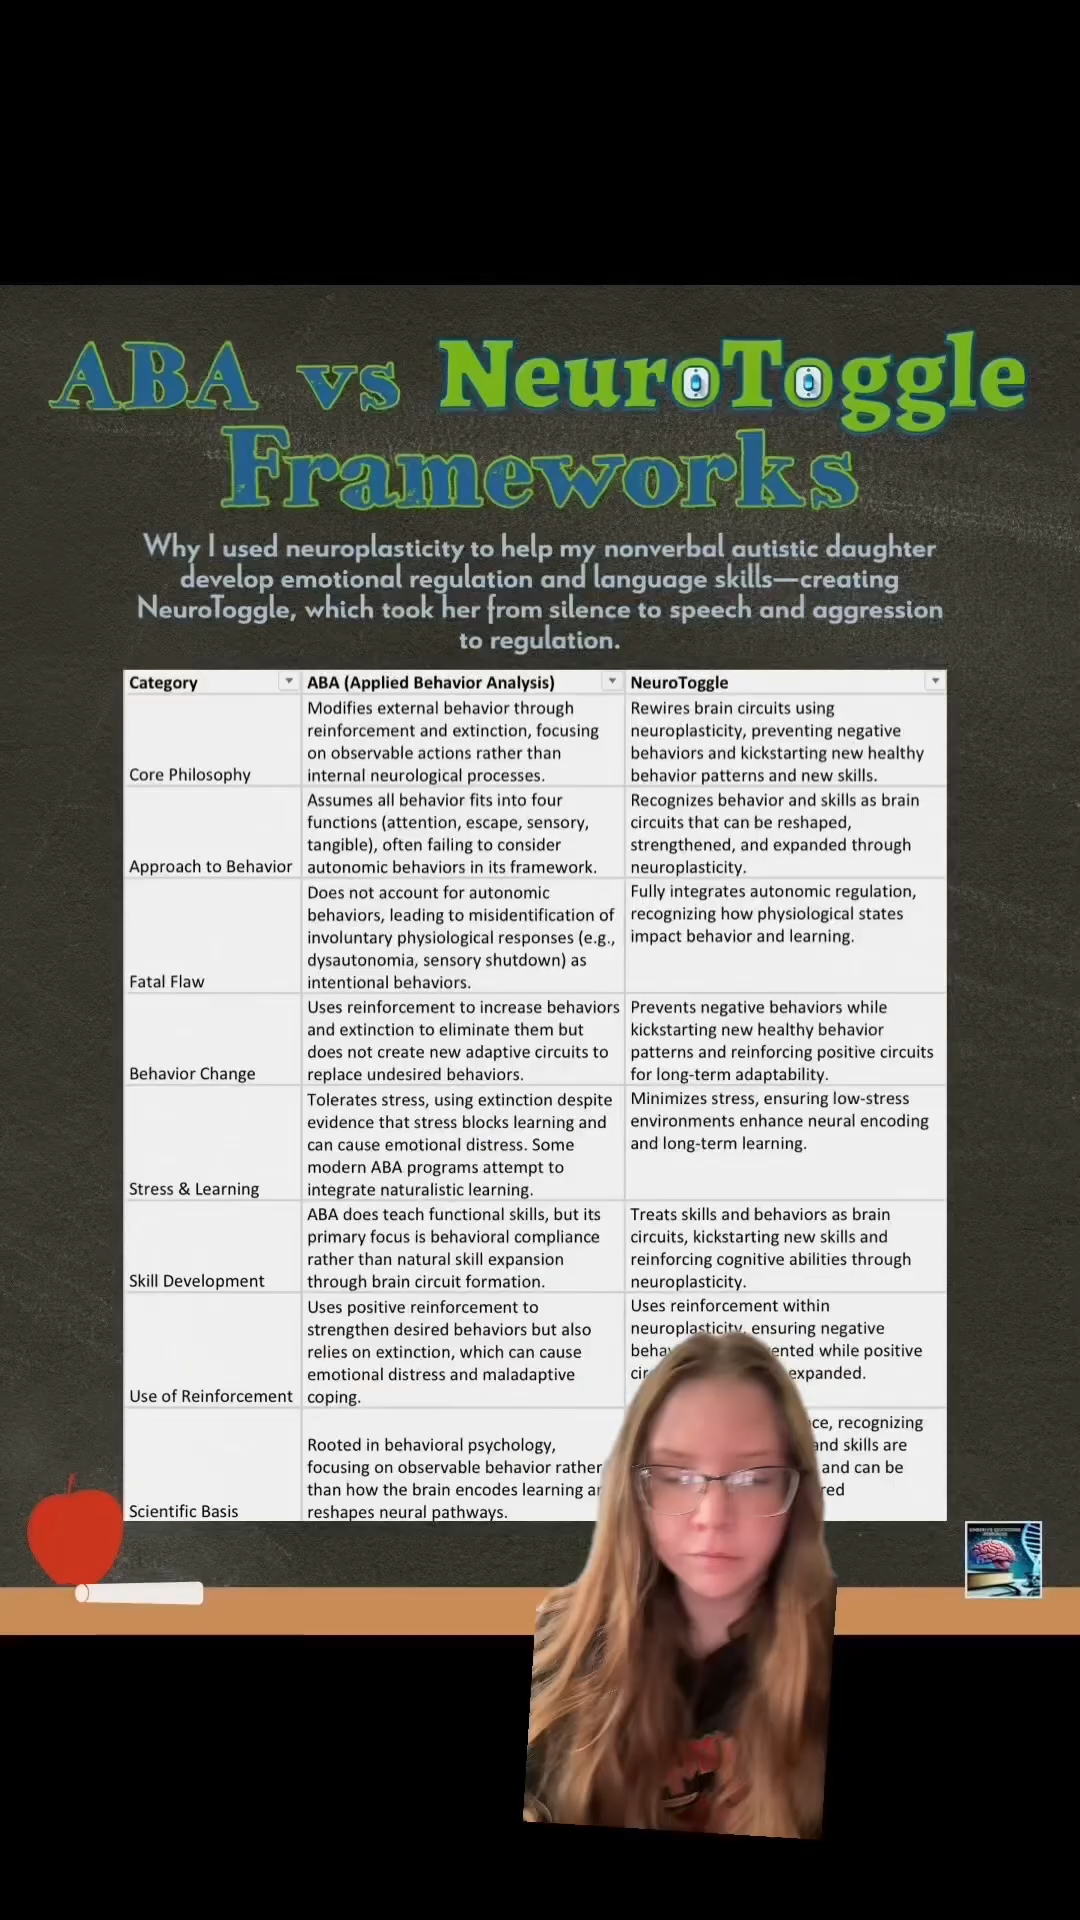 ABA vs NeuroToggle
Frameworks
Why I used neuroplasticity to help my nonverbal autistic daughter
develop emotional regulation and language skills—creating
NeuroToggle, which took her from silence to speech and aggression
to regulation.
Category ABA (Applied Behavior Analysis) NeuroToggle
Core Philosophy
Modifies external behavior through
reinforcement and extinction, focusing
on observable actions rather than
internal neurological processes.
Rewires brain circuits using
neuroplasticity, preventing negative
behaviors and kickstarting new healthy
behavior patterns and new skills.
Approach to Behavior
Assumes all behavior fits into four
functions (attention, escape, sensory,
tangible), often failing to consider
autonomic behaviors in its framework.
Recognizes behavior and skills as brain
circuits that can be reshaped,
strengthened, and expanded through
neuroplasticity.
Fatal Flaw
Does not account for autonomic
behaviors, leading to misidentification of
involuntary physiological responses (e.g.,
dysautonomia, sensory shutdown) as
intentional behaviors.
Fully integrates autonomic regulation,
recognizing how physiological states
impact behavior and learning.
Behavior Change
Uses reinforcement to increase behaviors
and extinction to eliminate them but
does not create new adaptive circuits to
replace undesired behaviors.
Prevents negative behaviors while
kickstarting new healthy behavior
patterns and reinforcing positive circuits
for long-term adaptability.
Stress & Learning
Tolerates stress, using extinction despite
evidence that stress blocks learning and
can cause emotional distress. Some
modern ABA programs attempt to
integrate naturalistic learning.
Minimizes stress, ensuring low-stress
environments enhance neural encoding
and long-term learning.
Skill Development
ABA does teach functional skills, but its
primary focus is behavioral compliance
rather than natural skill expansion
through brain circuit formation.
Treats skills and behaviors as brain
circuits, kickstarting new skills and
reinforcing cognitive abilities through
neuroplasticity.
Use of Reinforcement
Uses positive reinforcement to
strengthen desired behaviors but also
relies on extinction, which can cause
emotional distress and maladaptive
coping.
Uses reinforcement within
neuroplasticity, ensuring negative
while positive
expanded.
Scientific Basis
Rooted in behavioral psychology,
focusing on observable behavior rather
than how the brain encodes learning
reshapes neural pathways.
recognizing
and skills are
and can be